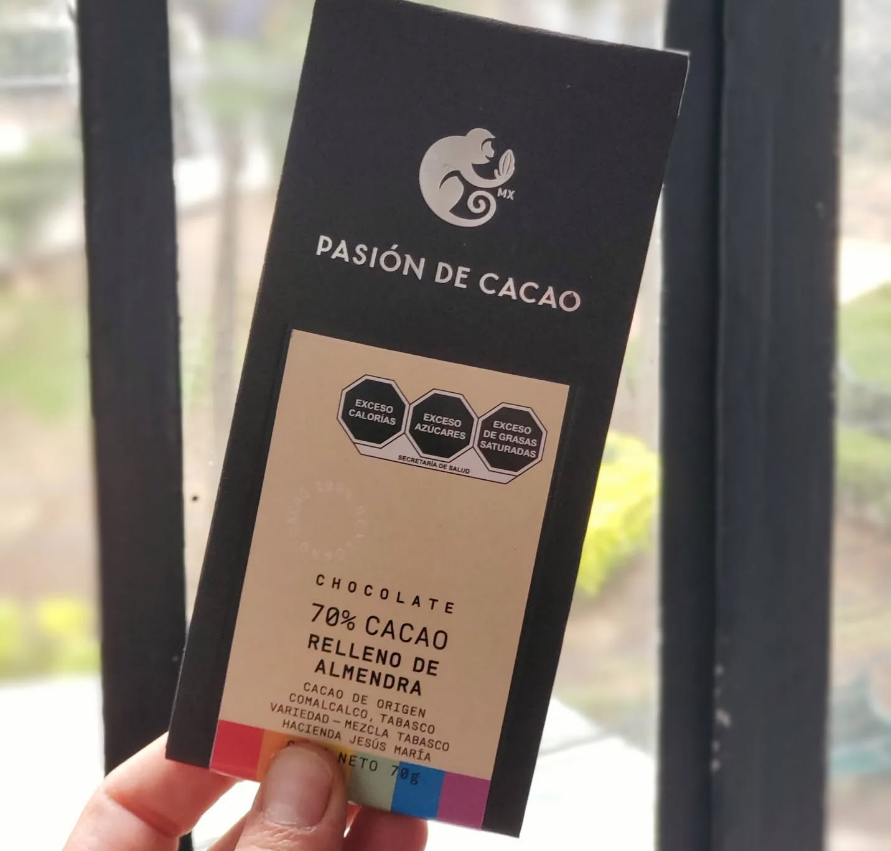 MX
PASIÓN DE CACAO
EXCESO
CALORÍAS
EXCESO
AZÚCARES
EXCESO
DE GRASAS
SATURADAS
SECRETARÍA DE SALUD
CHOCOLATE
70% CACAO
RELLENO DE
ALMENDRA
CACAO DE ORIGEN
COMALCALCO, TABASCO
VARIEDAD – MEZCLA TABASCO
HACIENDA JESÚS MARÍA
NETO 70g